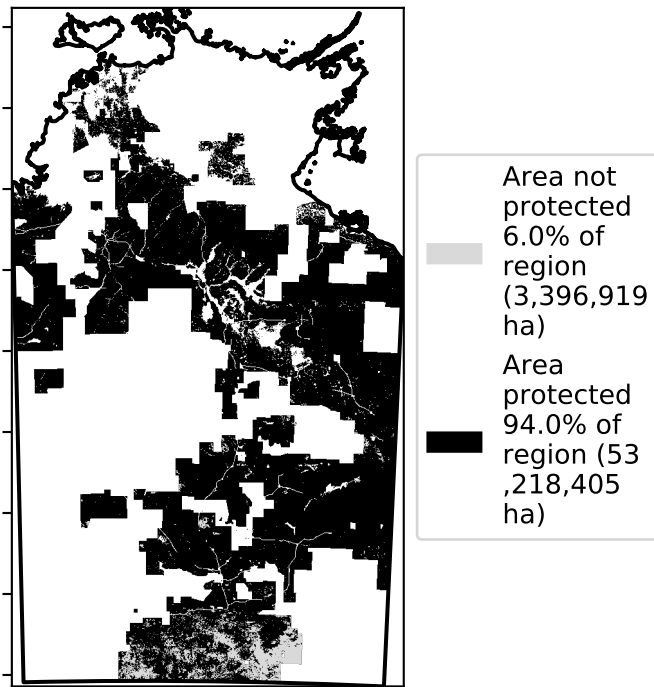 Area not
protected
6.0% of
region
(3,396,919
ha)
Area
protected
94.0% of
region (53
,218,405
ha)